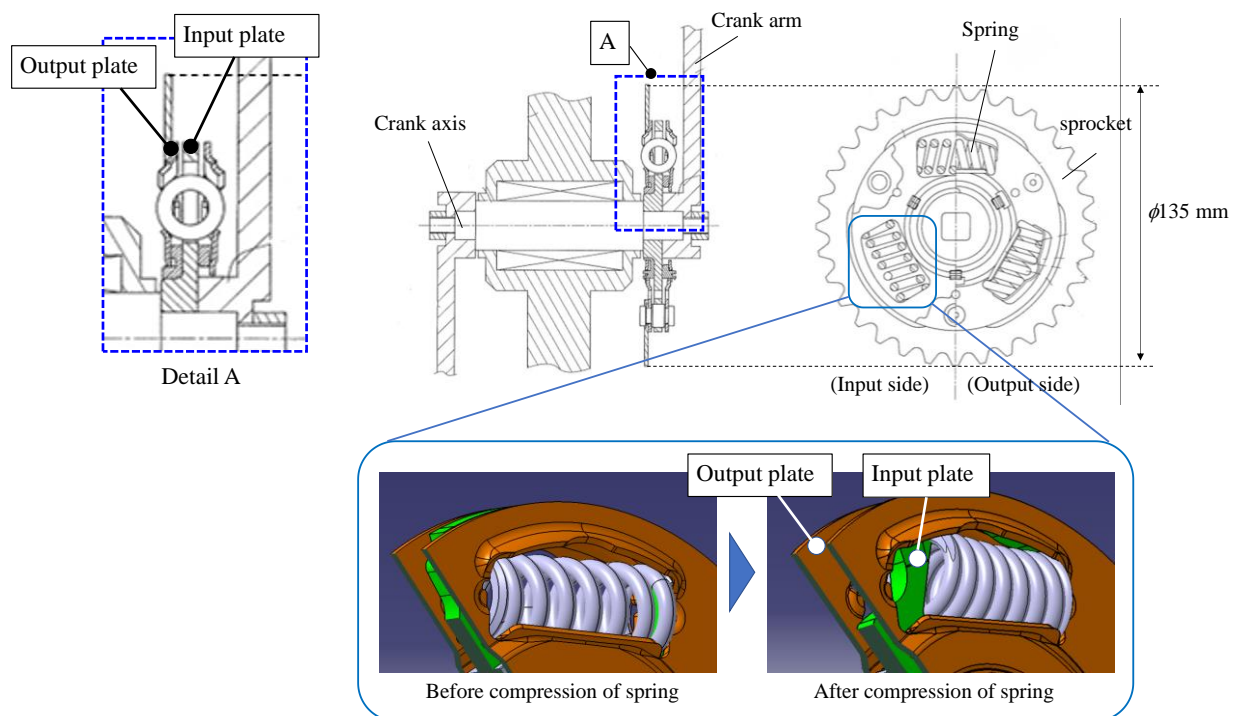 Input plate
Output plate
Detail A
A
Crank arm
Crank axis
Spring
sprocket
ϕ135 mm
(Input side)
(Output side)
Output plate
Input plate
Before compression of spring
After compression of spring